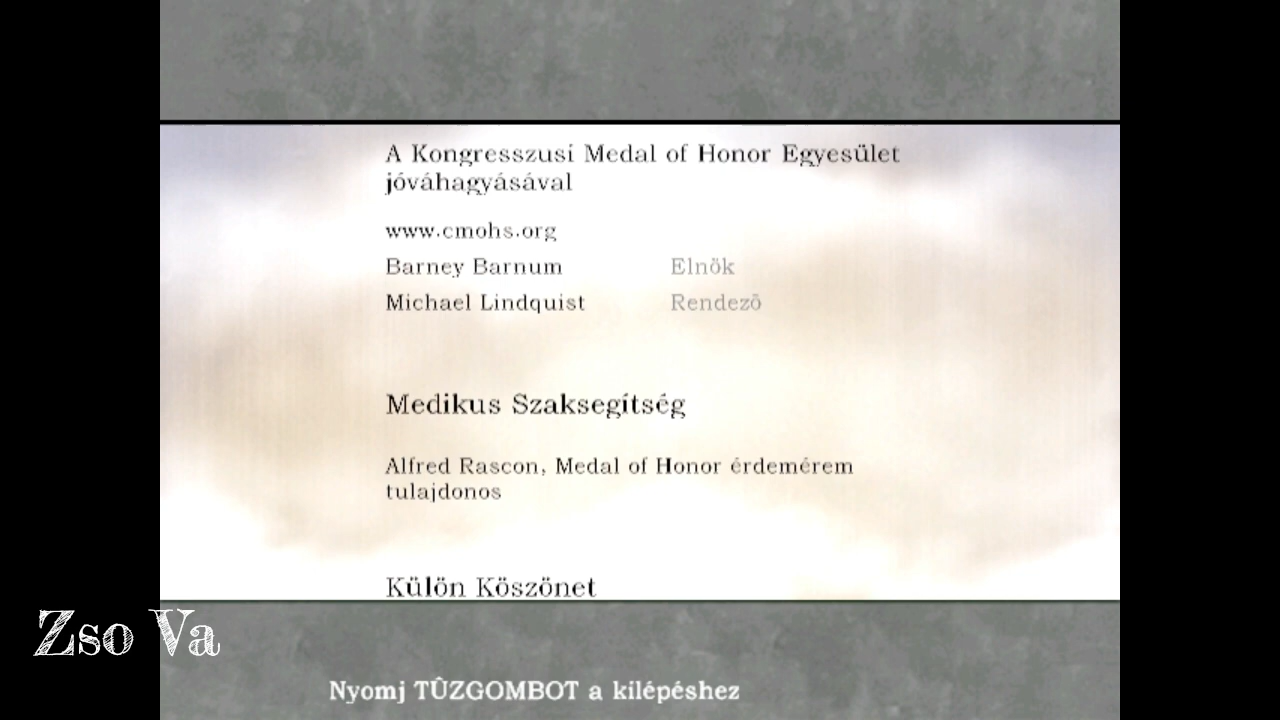 A Kongresszusi Medal of Honor Egyesület
jóváhagyásával
www.cmohs.org
Barney Barnum Elnök
Michael Lindquist Rendezõ
Medikus Szaksegítség
Alfred Rascon, Medal of Honor érdemérem
tulajdonos
Külön Köszönet
Zso Va
Nyomj TÛZGOMBOT a kilépéshez